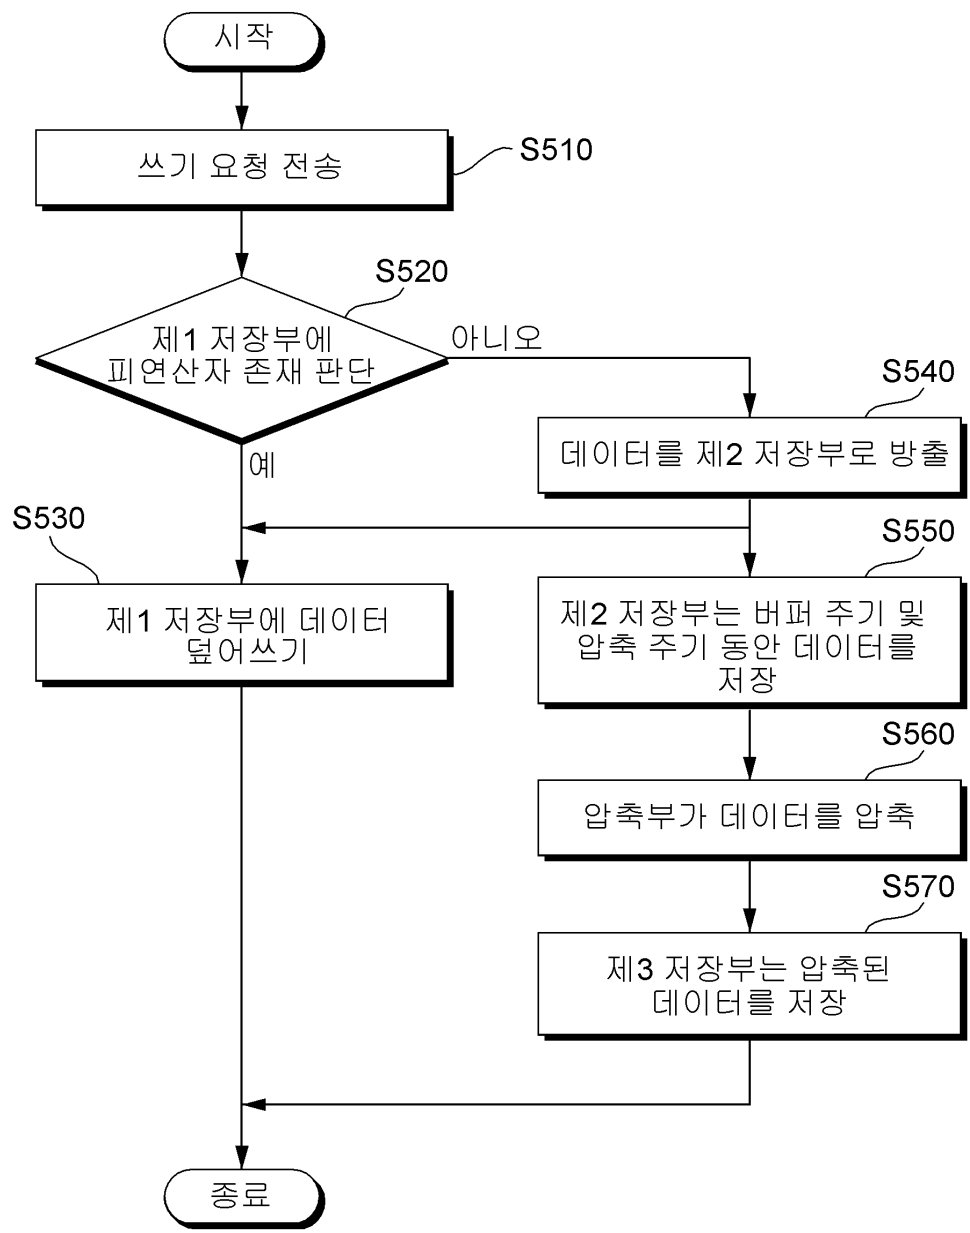 시작
쓰기 요청 전송
S510
S520
제1 저장부에
피연산자 존재 판단
아니오
예
S540
데이터를 제2 저장부로 방출
S530
제1 저장부에 데이터
덮어쓰기
S550
제2 저장부는 버퍼 주기 및
압축 주기 동안 데이터를
저장
S560
압축부가 데이터를 압축
S570
제3 저장부는 압축된
데이터를 저장
종료